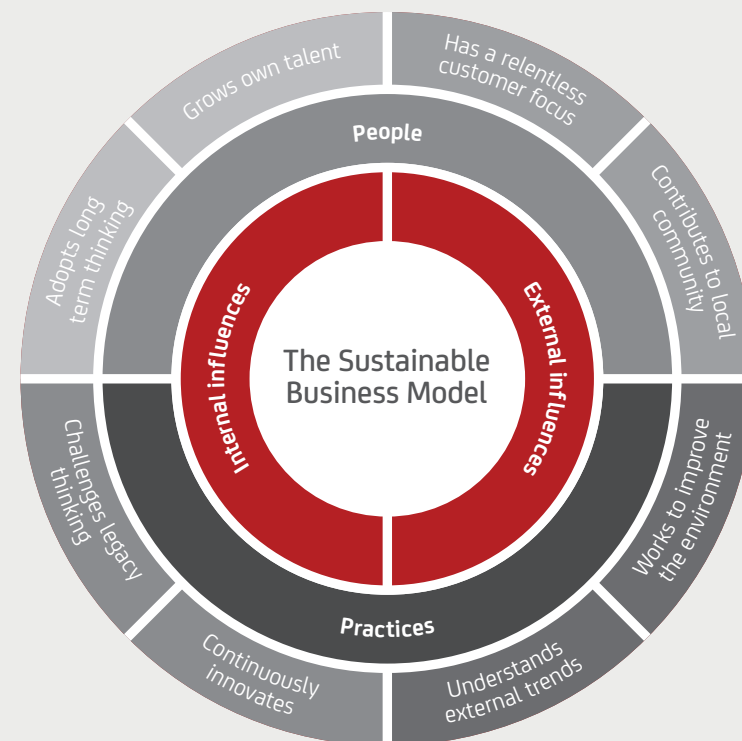 Grows own talent
Has a relentless
customer focus
People
Adopts long
term thinking
Contributes to local
community
Internal influences
External influences
The Sustainable
Business Model
Challenges legacy
thinking
Works to improve
the environment
Practices
Continuously
innovates
Understands
external trends